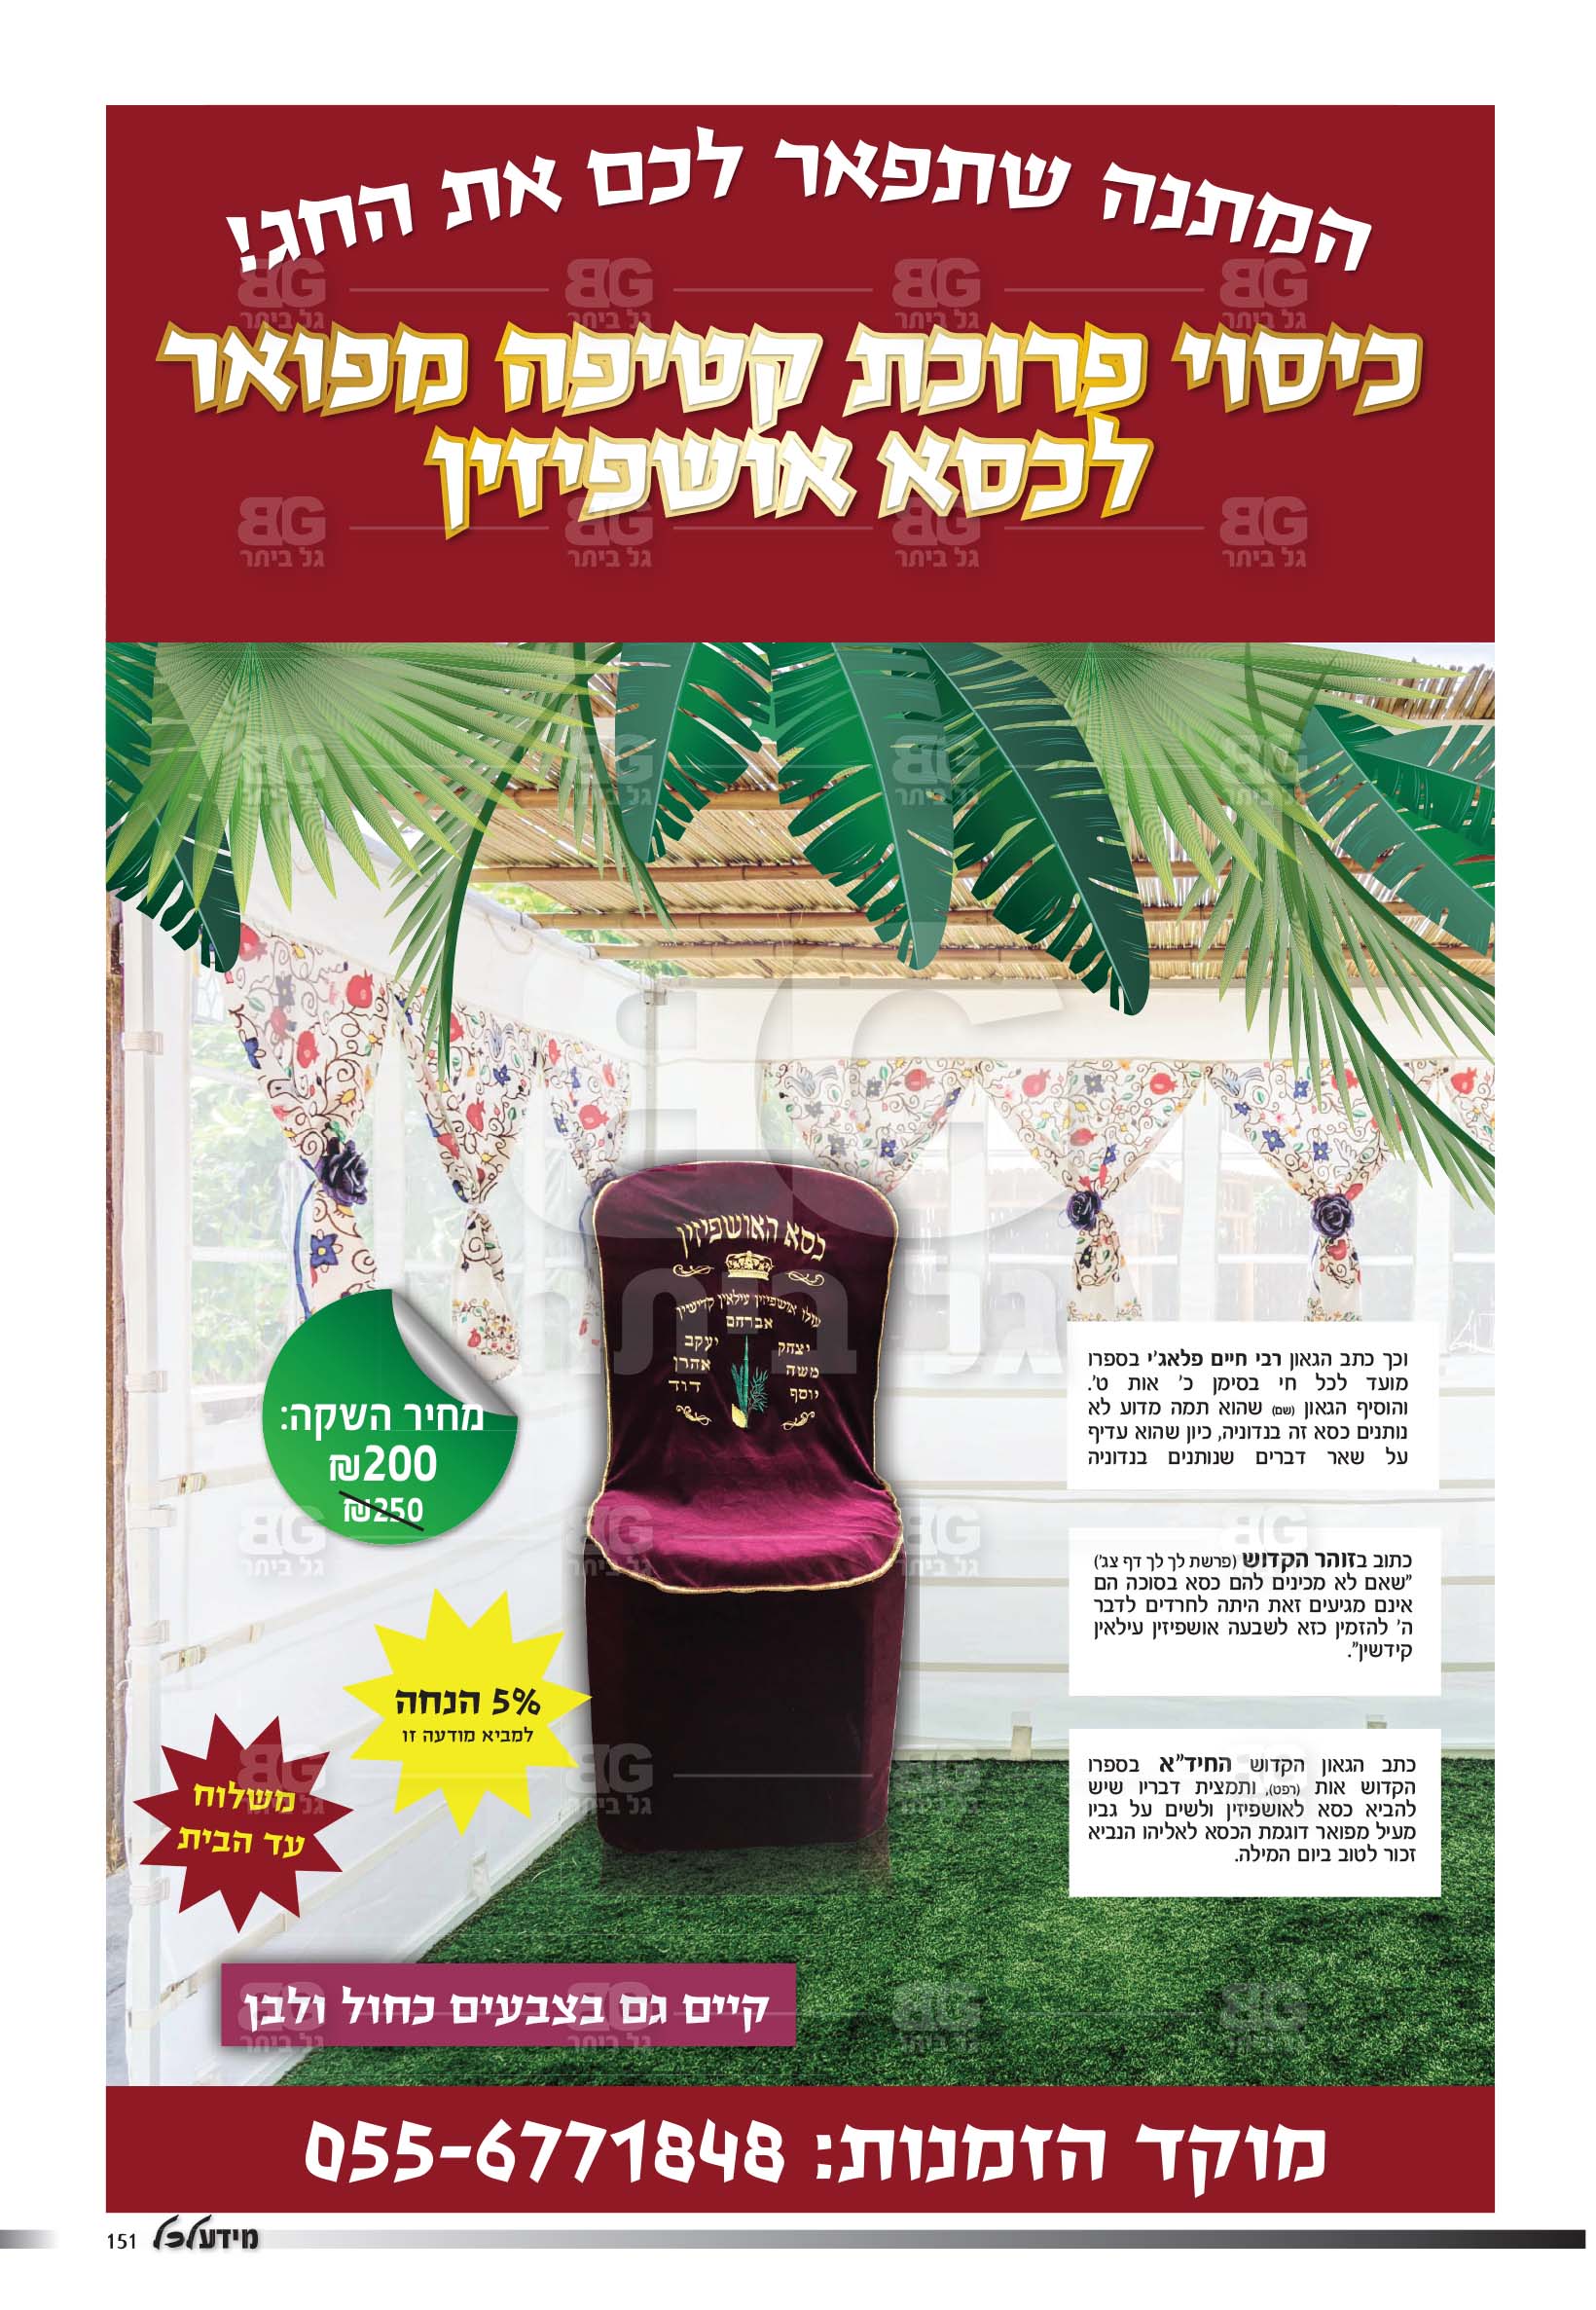 המתנה שתפאר לכם את החג!
כיסוי פרוכת קטיפה מפואר
לכסא אושפיזין
כסא האושפיזין
עולו אושפיזין עילאין קדישין
אברהם
יצחק יעקב
משה אהרן
יוסף דוד
וכך כתב הגאון רבי חיים פלאג'י בספרו
מועד לכל חי בסימן כ' אות ט'.
והוסיף הגאון (שם) שהוא תמה מדוע לא
נותנים כסא זה בנדוניה, כיון שהוא עדיף
על שאר דברים שנותנים בנדוניה
כתוב בזוהר הקדוש (פרשת לך לך דף צג')
"שאם לא מכינים להם כסא בסוכה הם
אינם מגיעים זאת היתה לחרדים לדבר
ה' להזמין כזא לשבעה אושפיזין עילאין
קידשין".
כתב הגאון הקדוש החיד"א בספרו
הקדוש אות (רפט), ותמצית דבריו שיש
להביא כסא לאושפיזין ולשים על גביו
מעיל מפואר דוגמת הכסא לאליהו הנביא
זכור לטוב ביום המילה.
מחיר השקה:
200₪
250₪
5% הנחה
למביא מודעה זו
משלוח
עד הבית
קיים גם בצבעים כחול ולבן
מוקד הזמנות: 055-6771848
מידע לכל 151
BG
גל ביתר